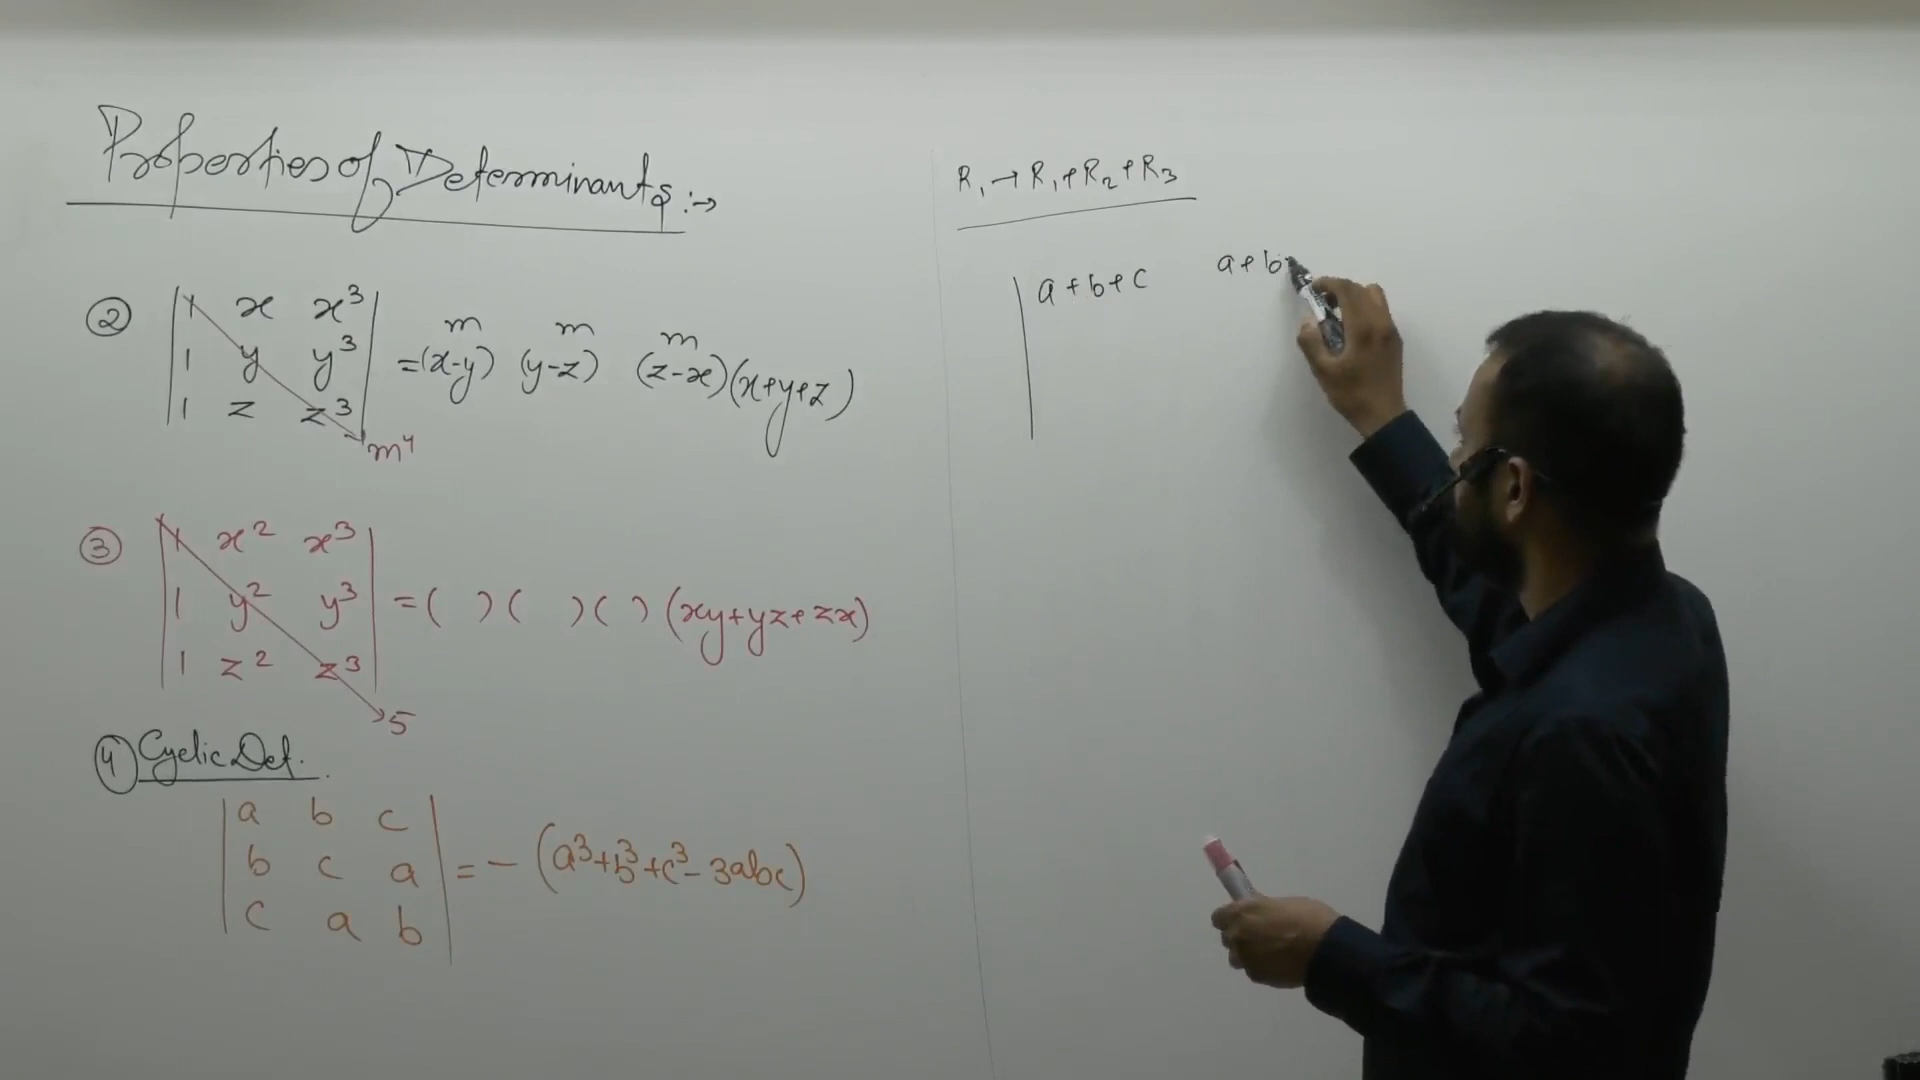 Properties of Determinants :→
② | 1 x x³ |
| 1 y y³ | = (x-y) (y-z) (z-x)(x+y+z)
| 1 z z³ |
m m m
m⁴
③ | 1 x² x³ |
| 1 y² y³ | = ( ) ( ) ( ) (xy+yz+zx)
| 1 z² z³ |
5
④ Cyclic Det.
| a b c |
| b c a | = - (a³+b³+c³-3abc)
| c a b |
R₁ → R₁+R₂+R₃
| a+b+c a+b